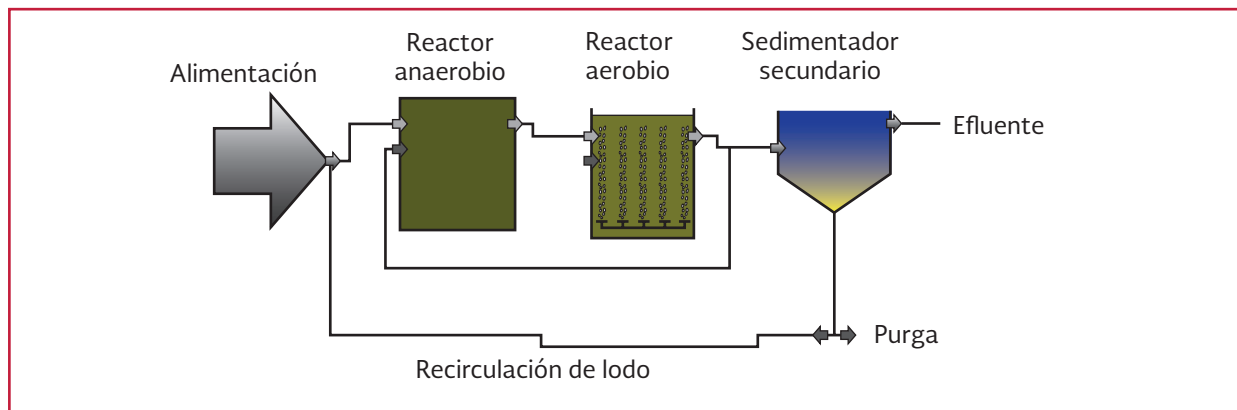 Alimentación
Reactor
anaerobio
Reactor
aerobio
Sedimentador
secundario
Efluente
Purga
Recirculación de lodo